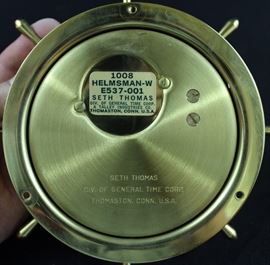 1008
HELMSMAN-W
E537-001
SETH THOMAS
DIV. OF GENERAL TIME CORP.
A TALLEY INDUSTRIES CO.
THOMASTON, CONN., U.S.A.
SETH THOMAS
DIV. OF GENERAL TIME CORP.
THOMASTON, CONN. U.S.A.